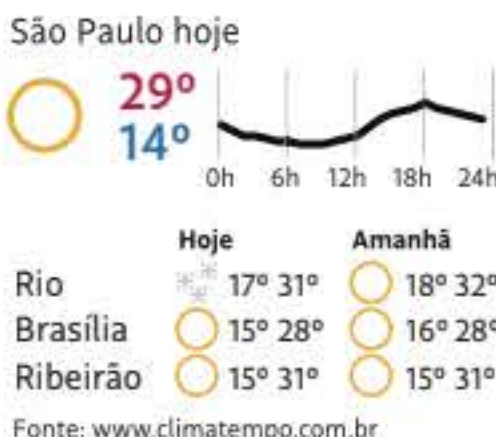 São Paulo hoje
29º
14º
0h 6h 12h 18h 24h
Hoje Amanhã
Rio 17º 31º 18º 32º
Brasília 15º 28º 16º 28º
Ribeirão 15º 31º 15º 31º
Fonte: www.climatempo.com.br